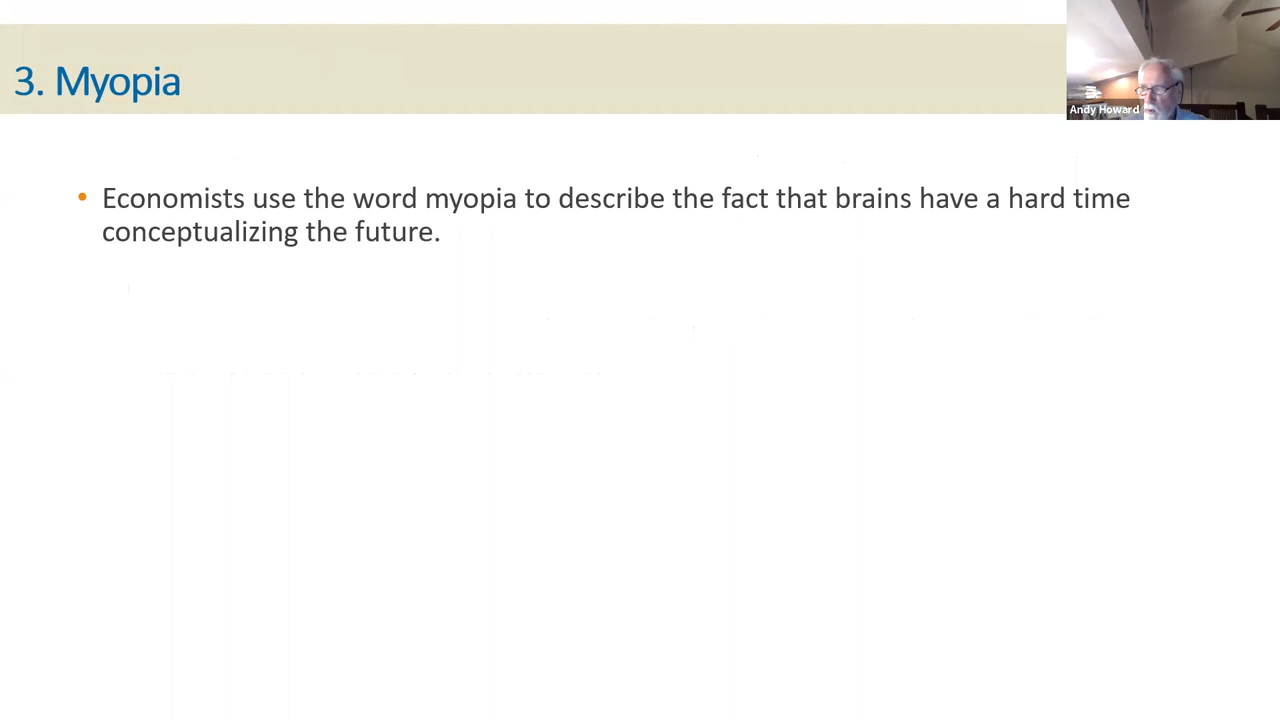 3. Myopia
Andy Howard
• Economists use the word myopia to describe the fact that brains have a hard time
conceptualizing the future.